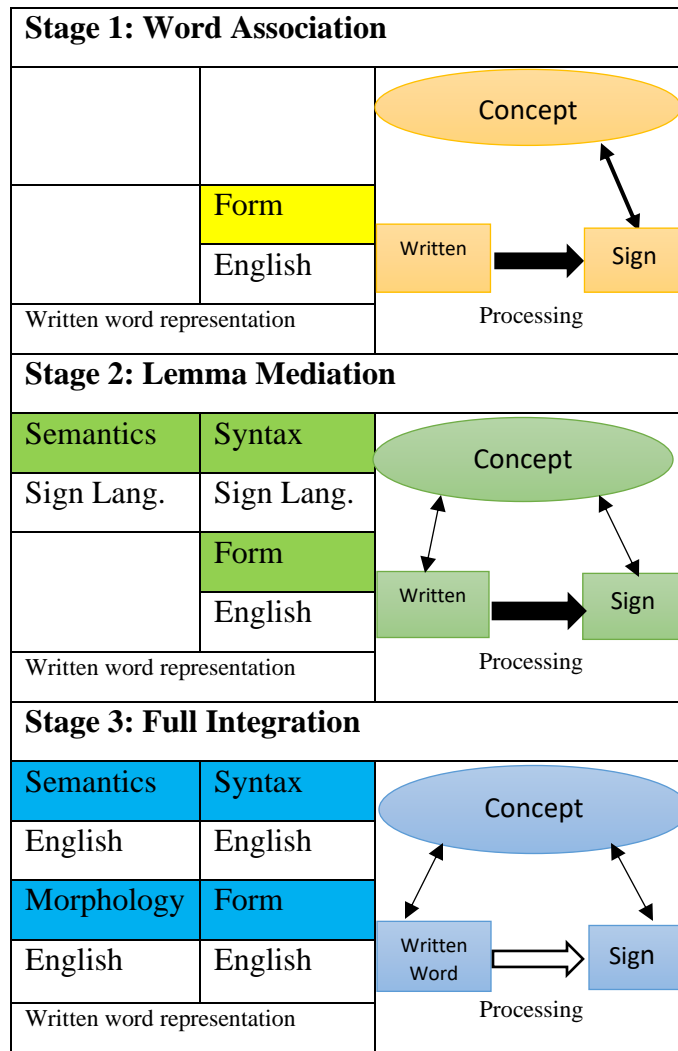 Stage 1: Word Association
Concept
Form
English
Written
Sign
Written word representation
Processing
Stage 2: Lemma Mediation
Semantics
Syntax
Sign Lang.
Sign Lang.
Form
English
Concept
Written
Sign
Written word representation
Processing
Stage 3: Full Integration
Semantics
Syntax
English
English
Morphology
Form
English
English
Concept
Written
Word
Sign
Written word representation
Processing